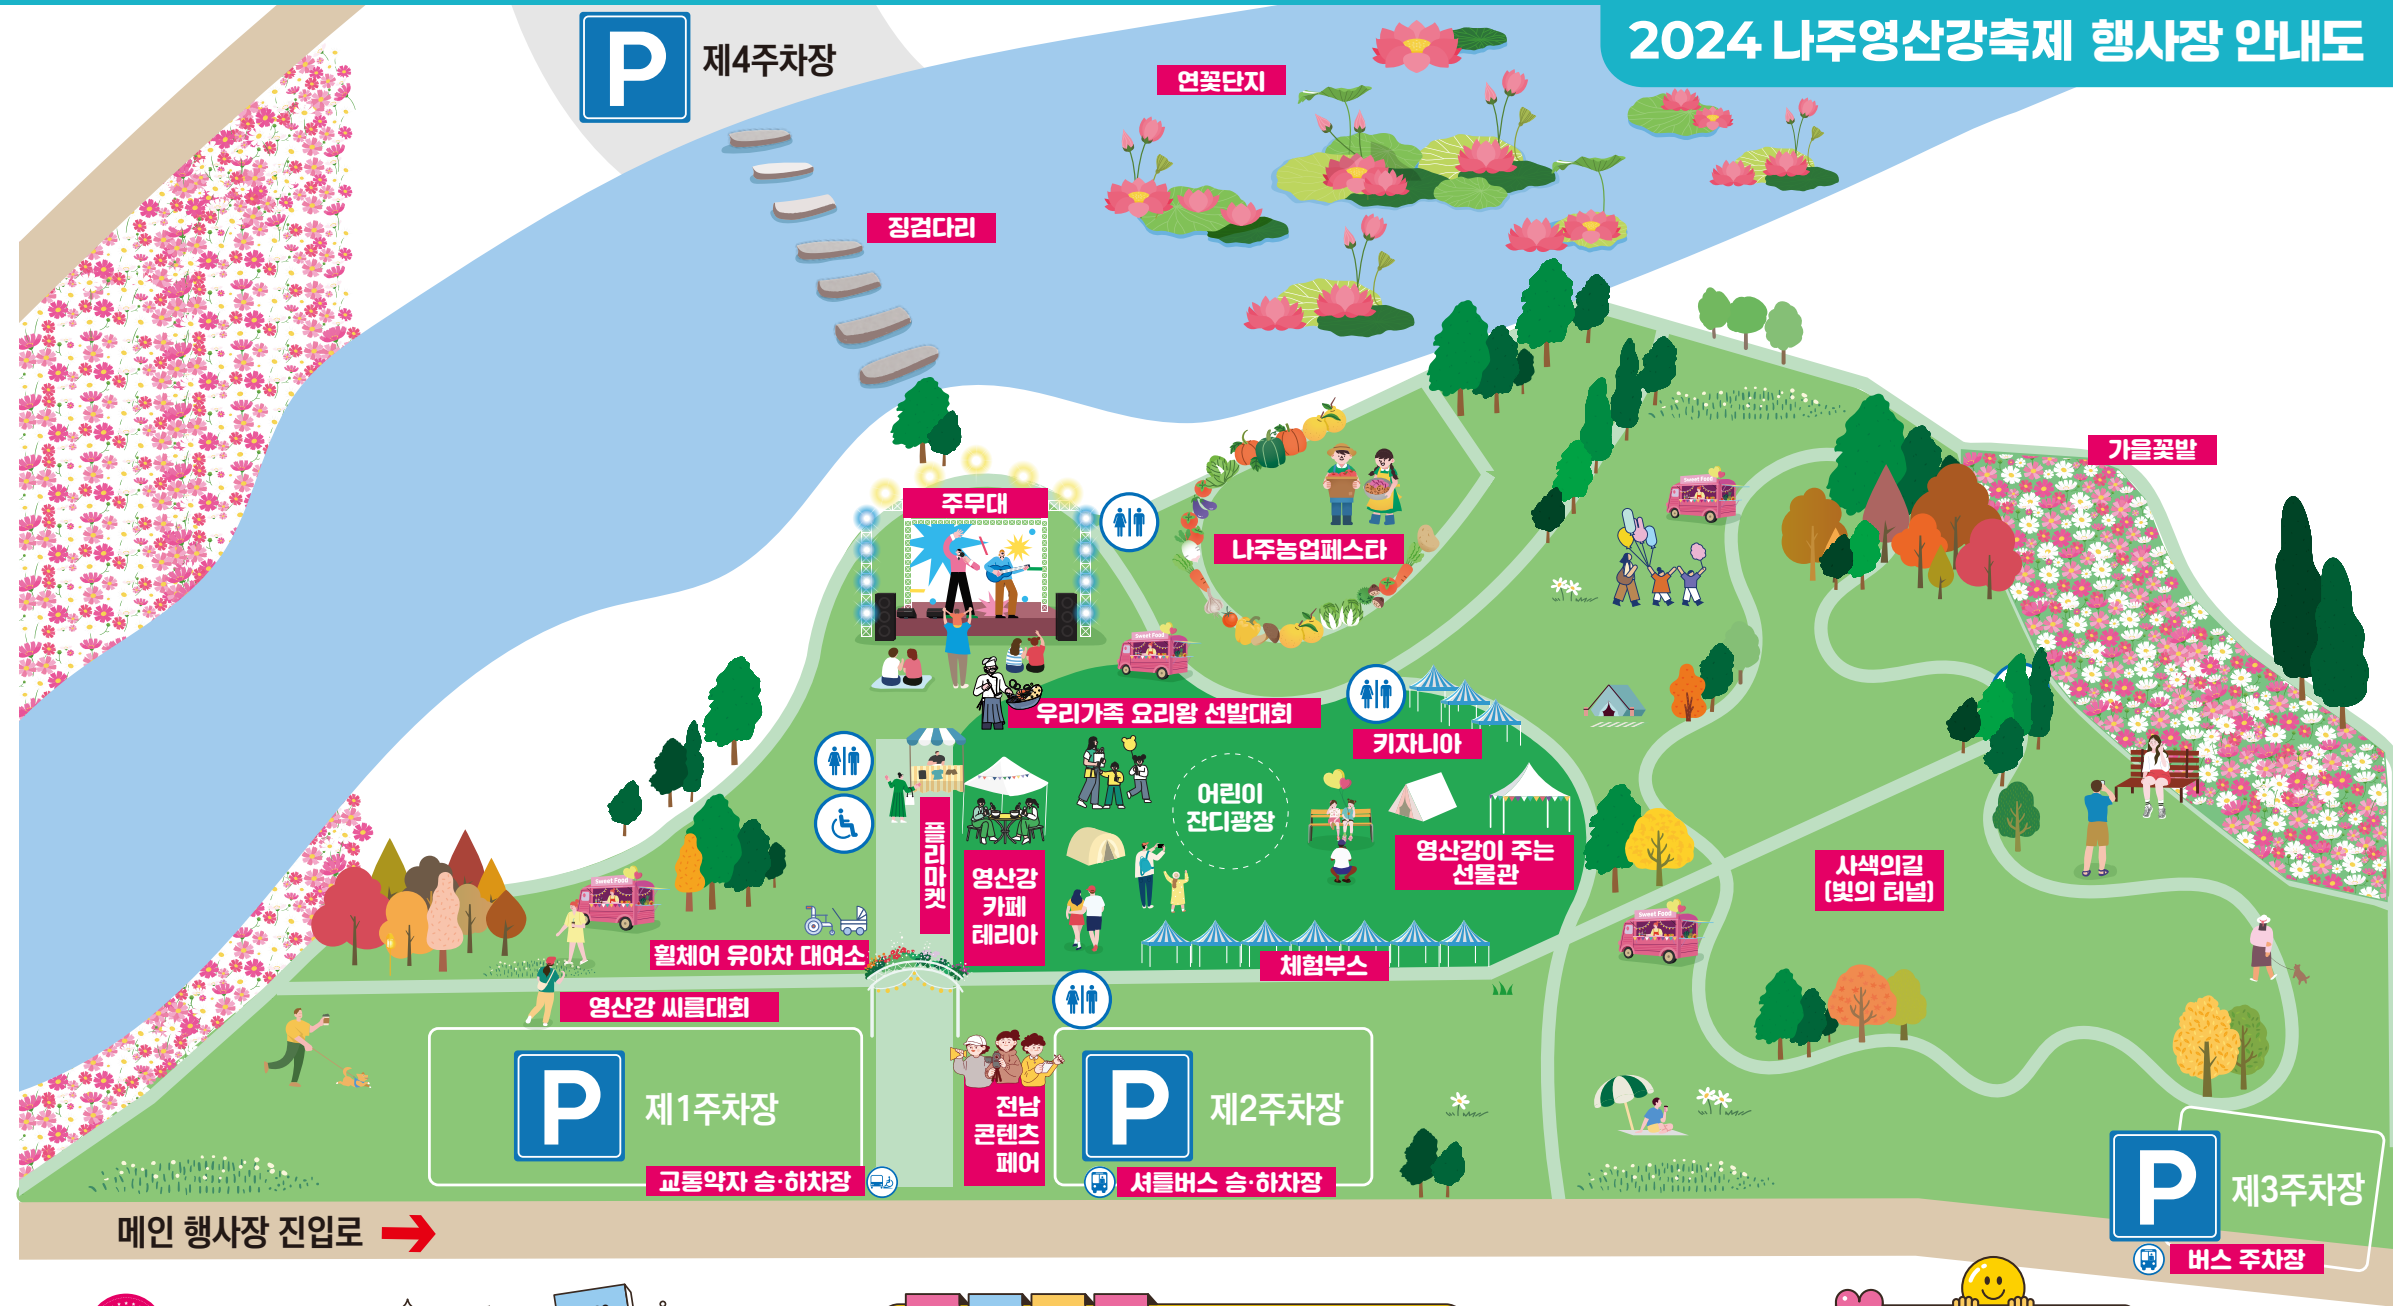 2024 나주영산강축제 행사장 안내도
P 제4주차장
연꽃단지
징검다리
가을꽃밭
주무대
나주농업페스타
Sweet Food
Sweet Food
우리가족 요리왕 선발대회
키자니아
어린이
잔디광장
플리마켓
영산강
카페
테리아
영산강이 주는
선물관
사색의길
(빛의 터널)
Sweet Food
Sweet Food
휠체어 유아차 대여소
체험부스
영산강 씨름대회
P 제1주차장
전남
콘텐츠
페어
P 제2주차장
교통약자 승·하차장
셔틀버스 승·하차장
P 제3주차장
버스 주차장
메인 행사장 진입로